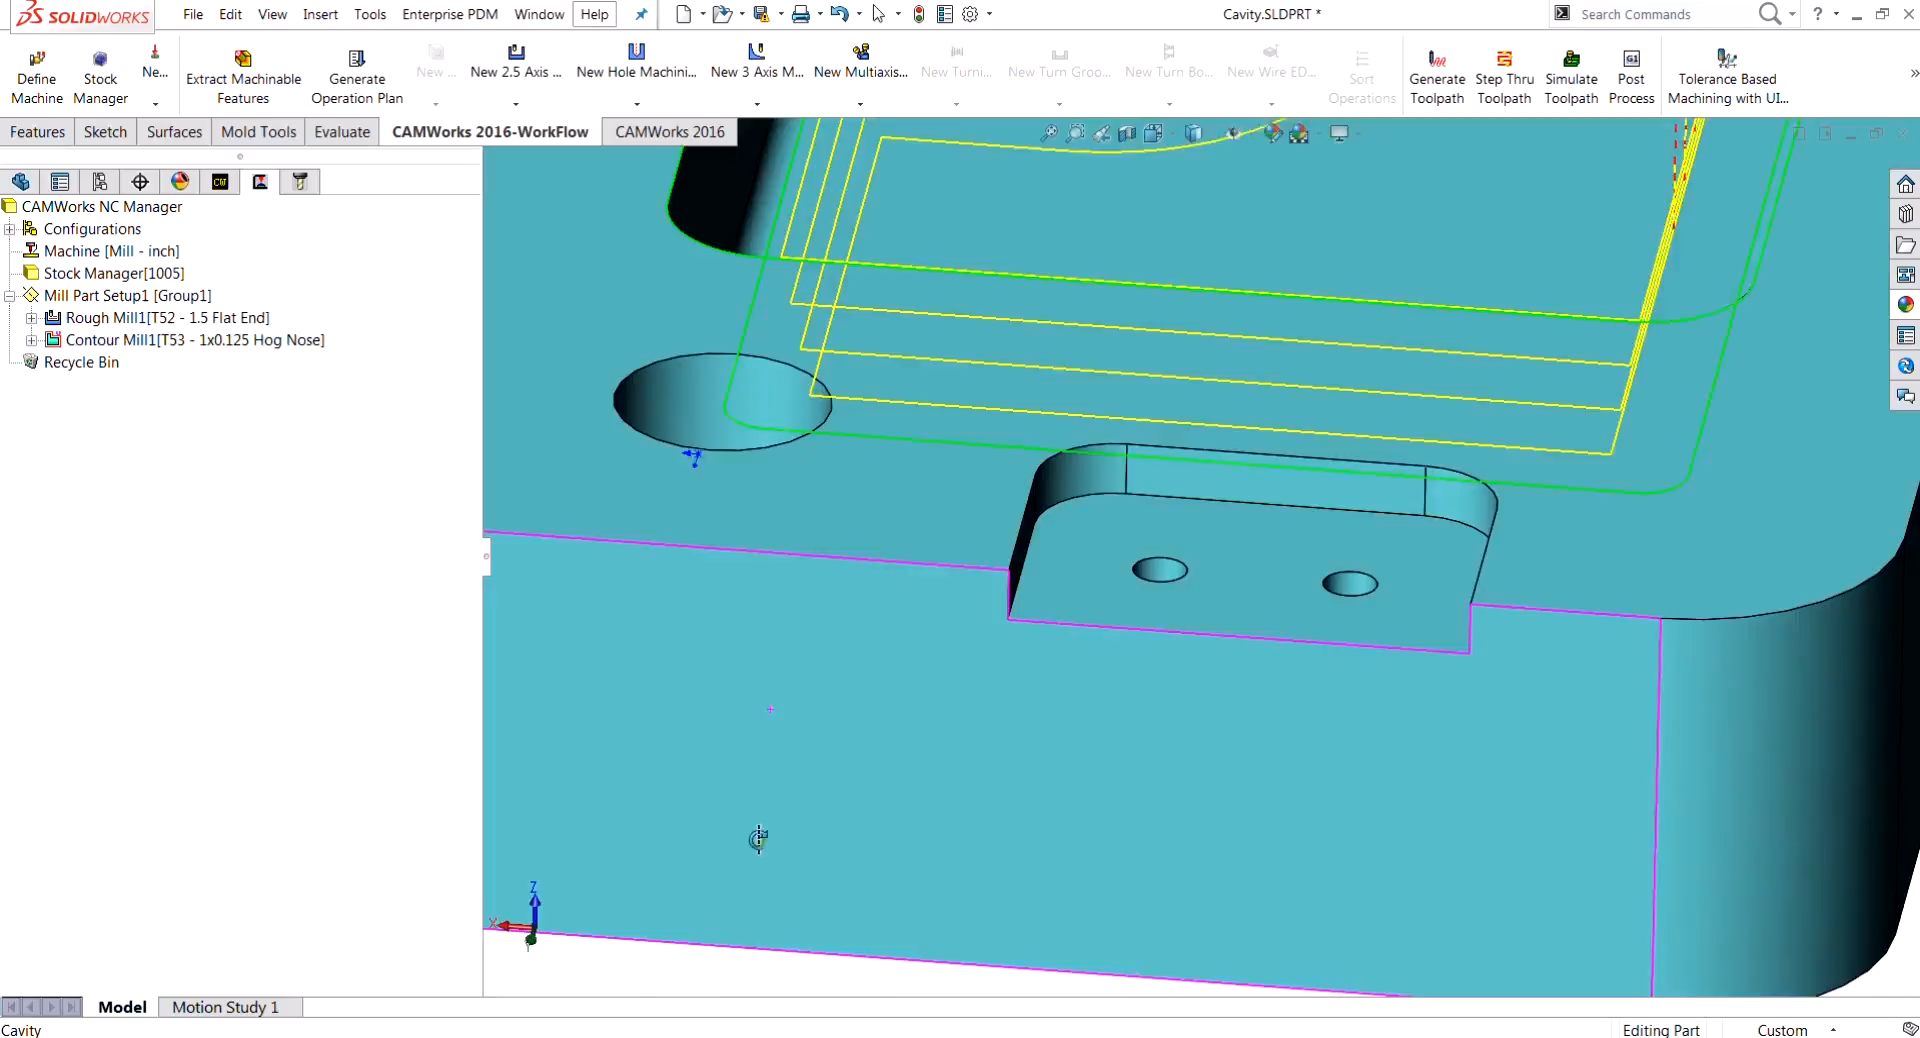 SOLIDWORKS File Edit View Insert Tools Enterprise PDM Window Help Cavity.SLDPRT * Search Commands ?
Define Machine
Stock Manager
Ne...
Extract Machinable Features
Generate Operation Plan
New ...
New 2.5 Axis ...
New Hole Machini...
New 3 Axis M...
New Multiaxis...
New Turni...
New Turn Groo...
New Turn Bo...
New Wire ED...
Sort Operations
Generate Toolpath
Step Thru Toolpath
Simulate Toolpath
G1
Post Process
Tolerance Based Machining with UI...
»
Features Sketch Surfaces Mold Tools Evaluate CAMWorks 2016-WorkFlow CAMWorks 2016
CW
CAMWorks NC Manager
Configurations
Machine [Mill - inch]
Stock Manager[1005]
Mill Part Setup1 [Group1]
Rough Mill1[T52 - 1.5 Flat End]
Contour Mill1[T53 - 1x0.125 Hog Nose]
Recycle Bin
Z
X
Model Motion Study 1
Cavity Editing Part Custom